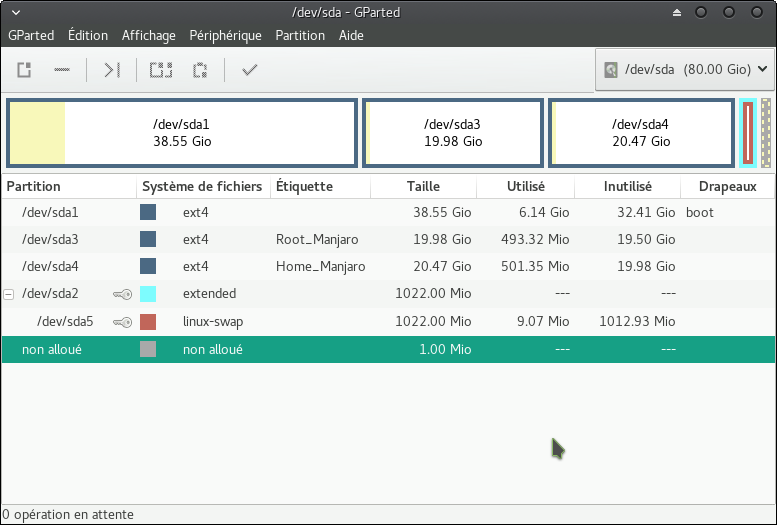 /dev/sda - GParted
GParted Édition Affichage Périphérique Partition Aide
/dev/sda (80.00 Gio)
/dev/sda1 /dev/sda3 /dev/sda4
38.55 Gio 19.98 Gio 20.47 Gio
Partition Système de fichiers Étiquette Taille Utilisé Inutilisé Drapeaux
/dev/sda1 ext4 38.55 Gio 6.14 Gio 32.41 Gio boot
/dev/sda3 ext4 Root_Manjaro 19.98 Gio 493.32 Mio 19.50 Gio
/dev/sda4 ext4 Home_Manjaro 20.47 Gio 501.35 Mio 19.98 Gio
/dev/sda2 extended 1022.00 Mio --- ---
/dev/sda5 linux-swap 1022.00 Mio 9.07 Mio 1012.93 Mio
non alloué non alloué 1.00 Mio --- ---
0 opération en attente